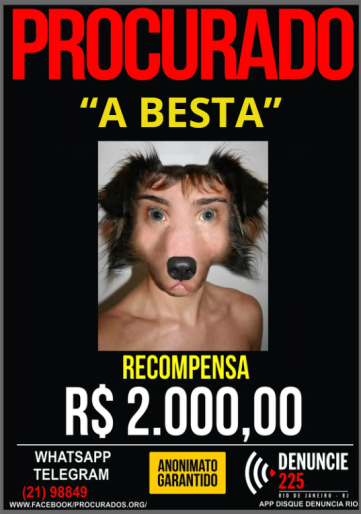 PROCURADO
“A BESTA”
RECOMPENSA
R$ 2.000,00
WHATSAPP
TELEGRAM
(21) 98849
ANONIMATO
GARANTIDO
DENUNCIE
225
RIO DE JANEIRO - RJ
WWW.FACEBOOK/PROCURADOS.ORG/
APP DISQUE DENUNCIA RIO